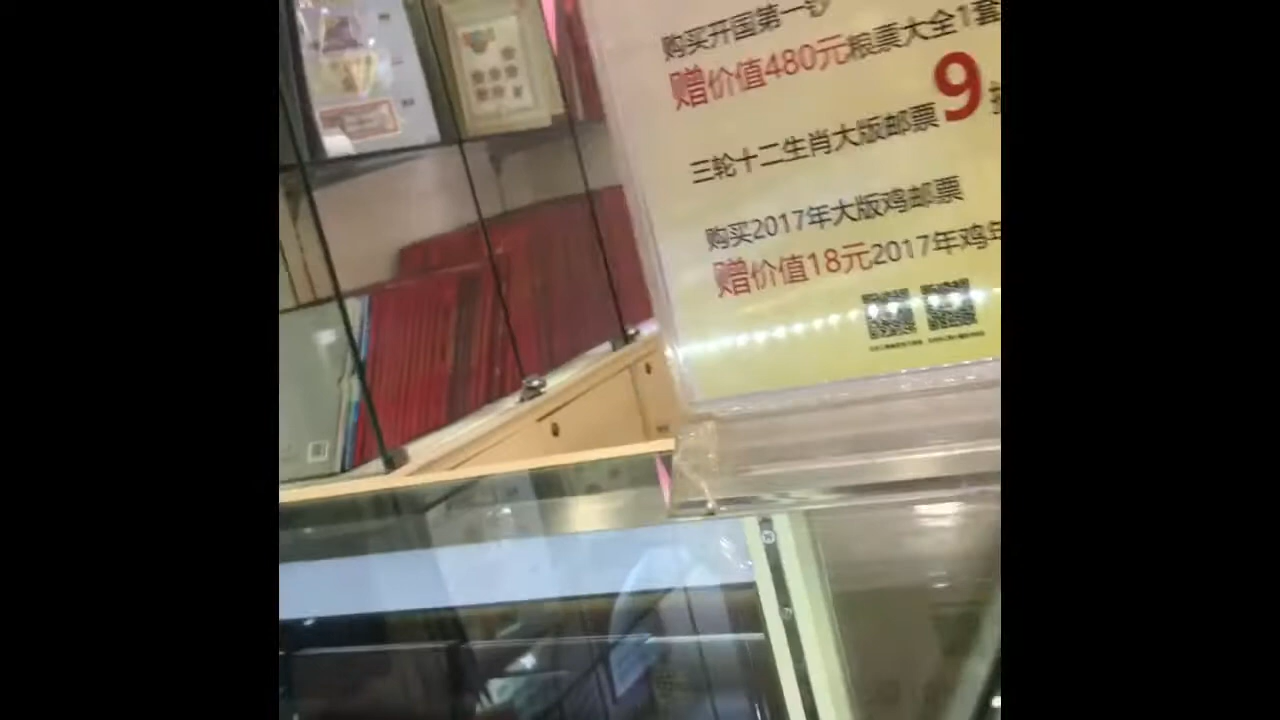 购买开国第一钞
赠价值480元粮票大全1套
三轮十二生肖大版邮票9
购买2017年大版鸡邮票
赠价值18元2017年鸡年